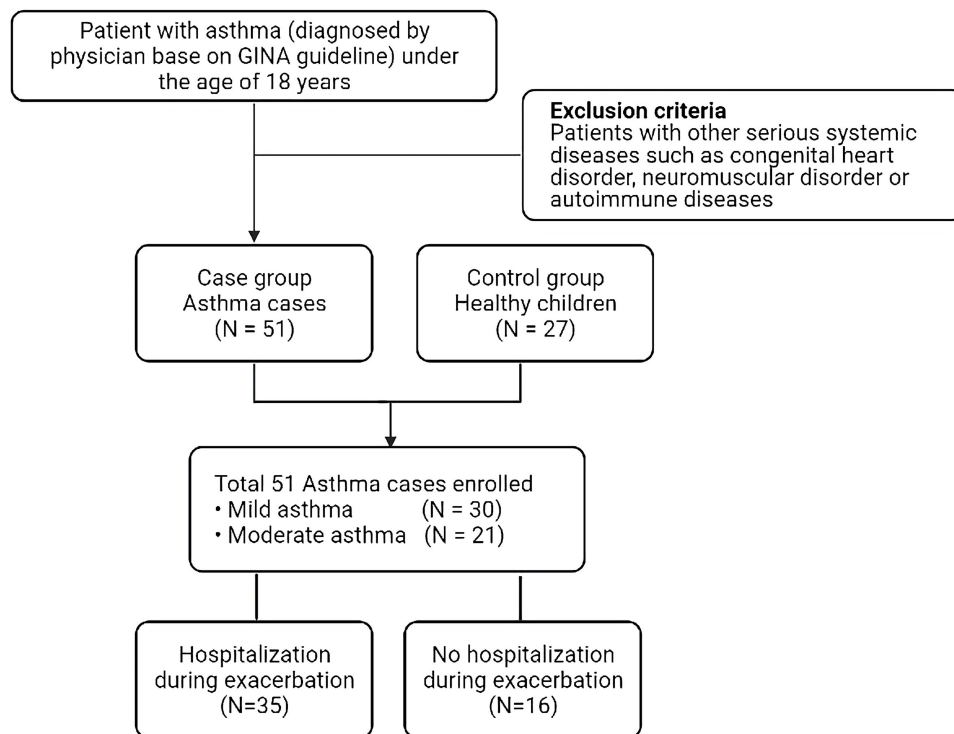 Patient with asthma (diagnosed by
physician base on GINA guideline) under
the age of 18 years
Exclusion criteria
Patients with other serious systemic
diseases such as congenital heart
disorder, neuromuscular disorder or
autoimmune diseases
Case group
Asthma cases
(N = 51)
Control group
Healthy children
(N = 27)
Total 51 Asthma cases enrolled
• Mild asthma (N = 30)
• Moderate asthma (N = 21)
Hospitalization
during exacerbation
(N=35)
No hospitalization
during exacerbation
(N=16)